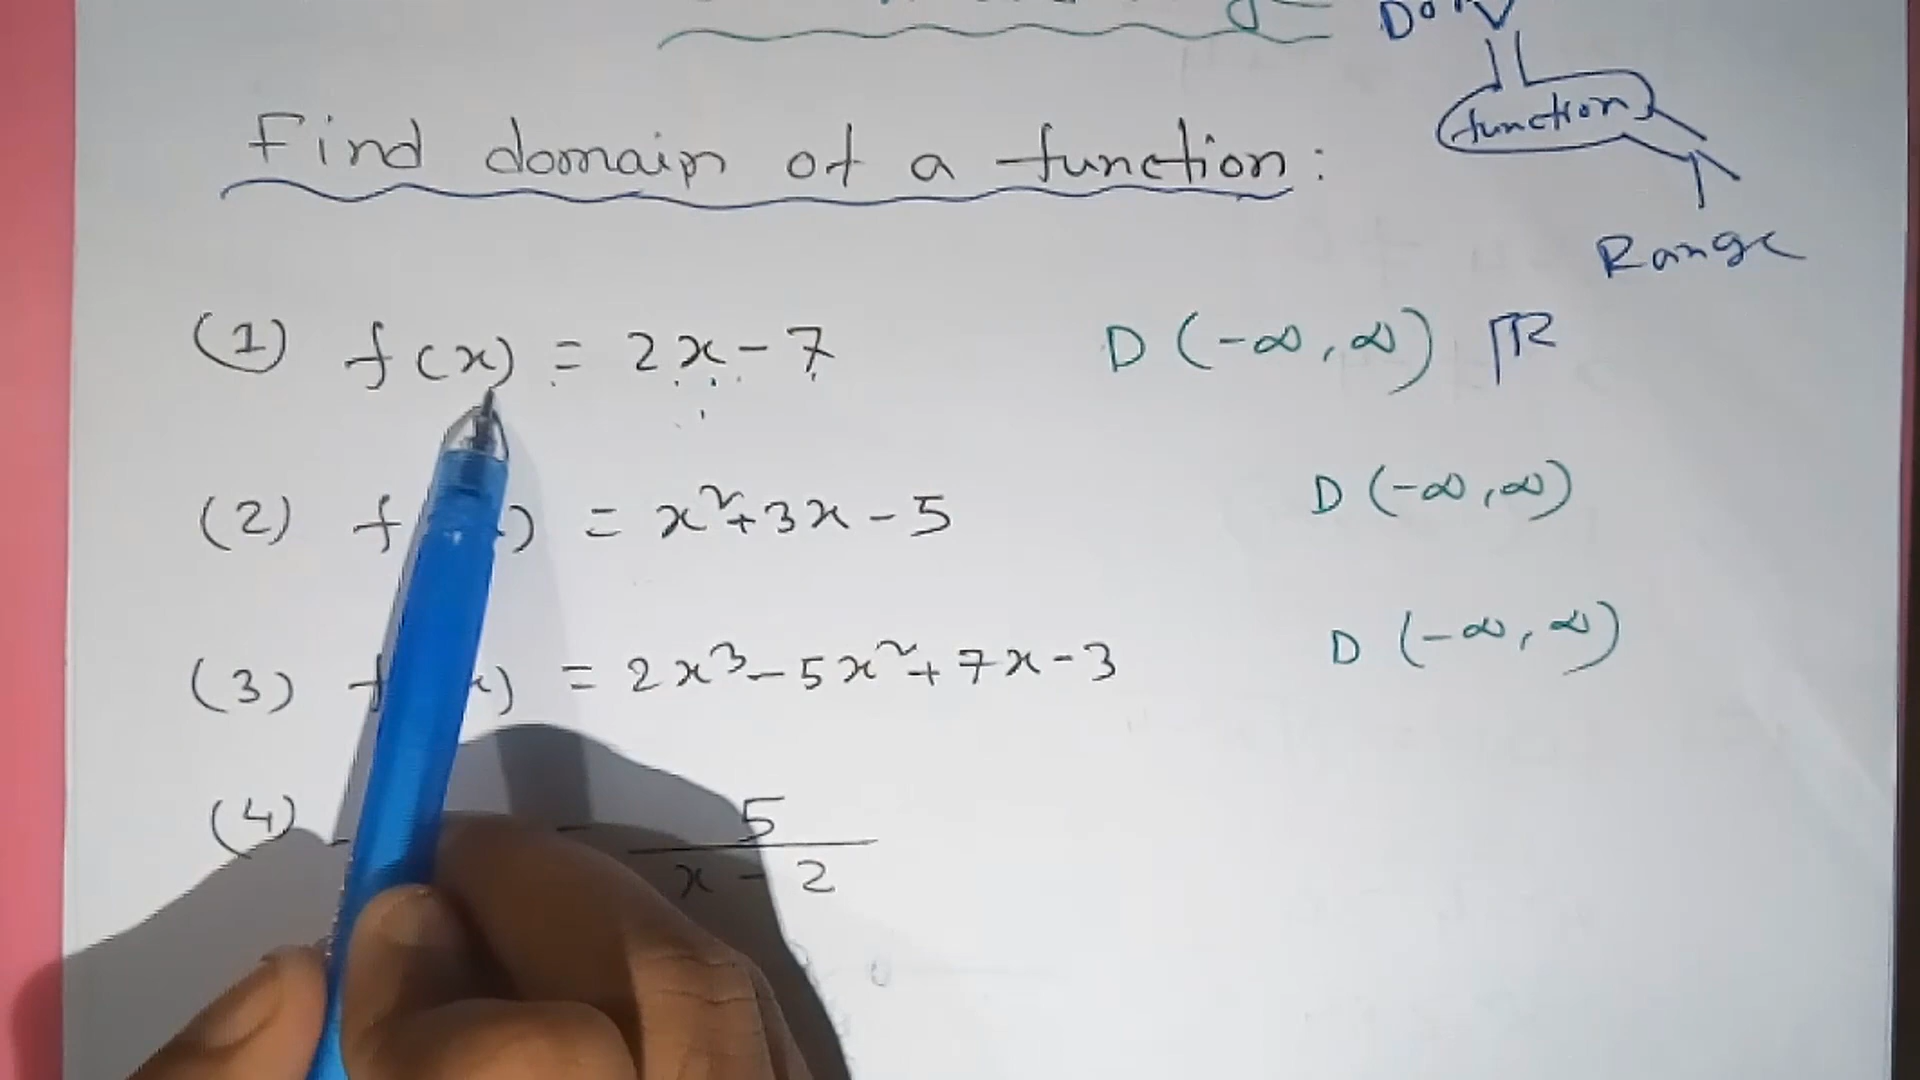 function
Range
Find domain of a function:
(1) f(x) = 2x - 7 D (-∞, ∞) ℝ
(2) f ) = x² + 3x - 5 D (-∞, ∞)
(3) f x) = 2x³ - 5x² + 7x - 3 D (-∞, ∞)
(4) 5
x - 2